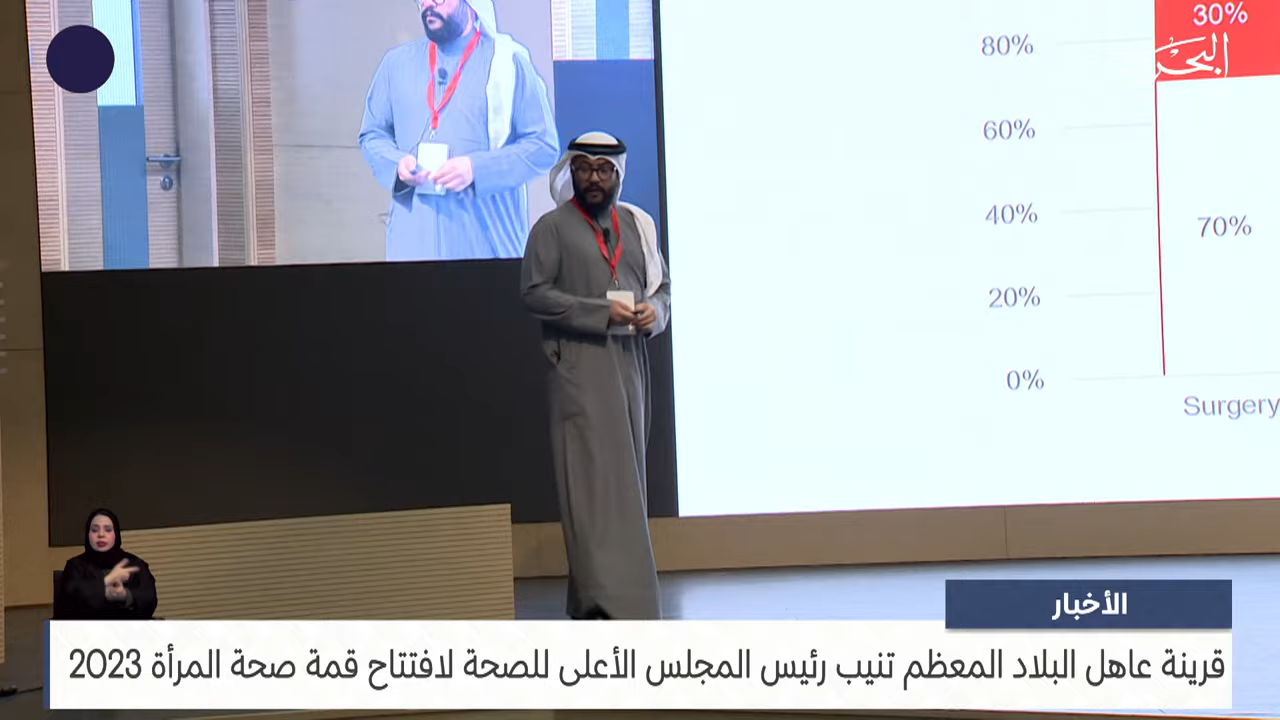 30%
البحر
80%
60%
40%
70%
20%
0%
Surgery
الأخبار
قرينة عاهل البلاد المعظم تنيب رئيس المجلس الأعلى للصحة لافتتاح قمة صحة المرأة 2023